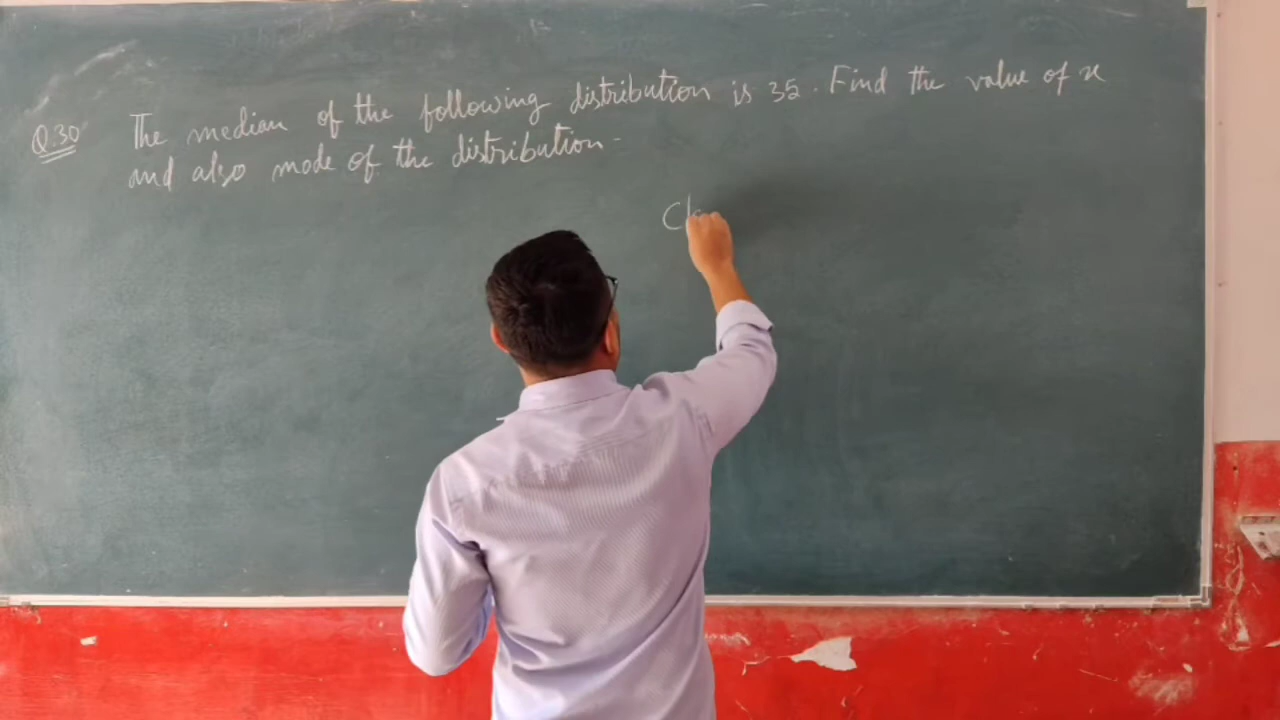 Q.30 The median of the following distribution is 35. Find the value of x
and also mode of the distribution.
Cl